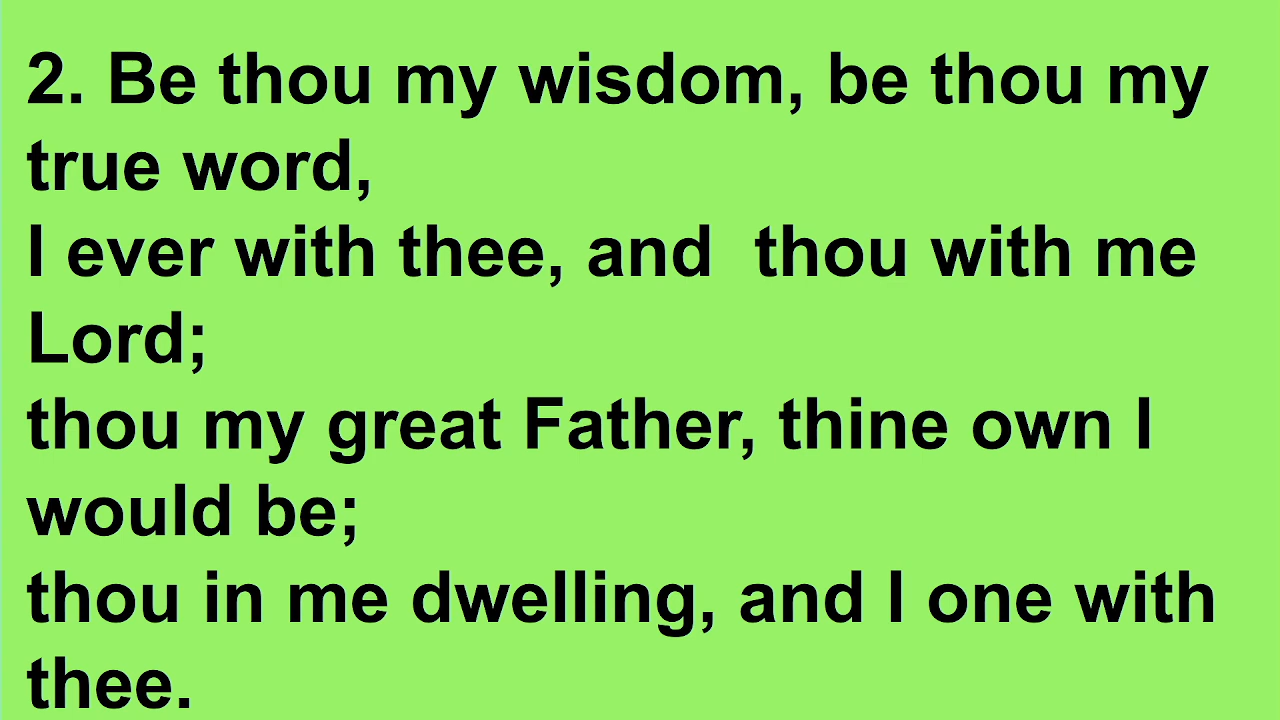 2. Be thou my wisdom, be thou my
true word,
I ever with thee, and  thou with me
Lord;
thou my great Father, thine own I
would be;
thou in me dwelling, and I one with
thee.